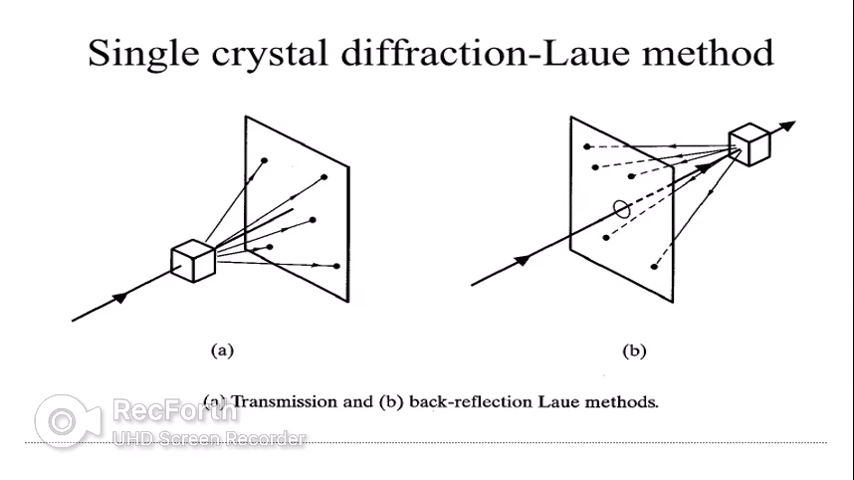 Single crystal diffraction-Laue method
(a)
(b)
(a) Transmission and (b) back-reflection Laue methods.
RecForth
UHD Screen Recorder